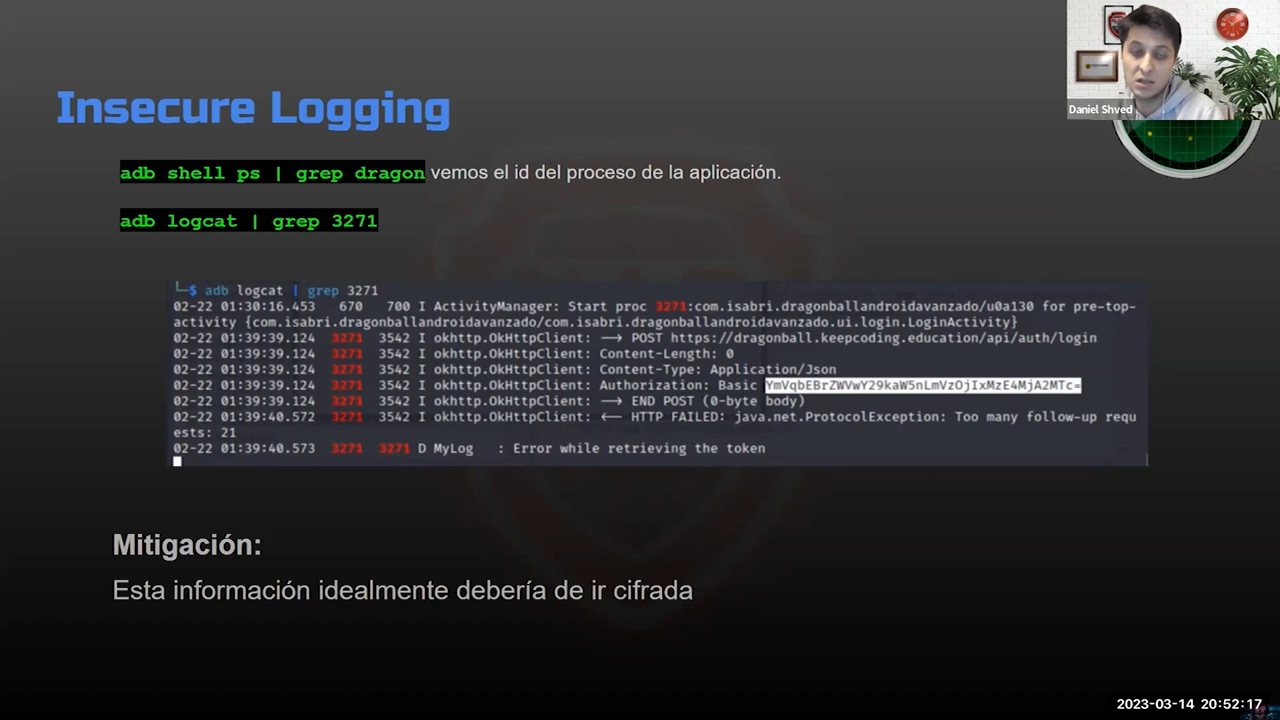 Daniel Shved
Insecure Logging
adb shell ps | grep dragon vemos el id del proceso de la aplicación.
adb logcat | grep 3271
└─$ adb logcat | grep 3271
02-22 01:30:16.453   670   700 I ActivityManager: Start proc 3271:com.isabri.dragonballandroidavanzado/u0a130 for pre-top-
activity {com.isabri.dragonballandroidavanzado/com.isabri.dragonballandroidavanzado.ui.login.LoginActivity}
02-22 01:39:39.124  3271  3542 I okhttp.OkHttpClient: --> POST https://dragonball.keepcoding.education/api/auth/login
02-22 01:39:39.124  3271  3542 I okhttp.OkHttpClient: Content-Length: 0
02-22 01:39:39.124  3271  3542 I okhttp.OkHttpClient: Content-Type: Application/Json
02-22 01:39:39.124  3271  3542 I okhttp.OkHttpClient: Authorization: Basic YmVqbEBrZWVwY29kaW5nLmVzOjIxMzE4MjA2MTc=
02-22 01:39:39.124  3271  3542 I okhttp.OkHttpClient: --> END POST (0-byte body)
02-22 01:39:40.572  3271  3542 I okhttp.OkHttpClient: <-- HTTP FAILED: java.net.ProtocolException: Too many follow-up requ
ests: 21
02-22 01:39:40.573  3271  3271 D MyLog   : Error while retrieving the token
Mitigación:
Esta información idealmente debería de ir cifrada
2023-03-14 20:52:17